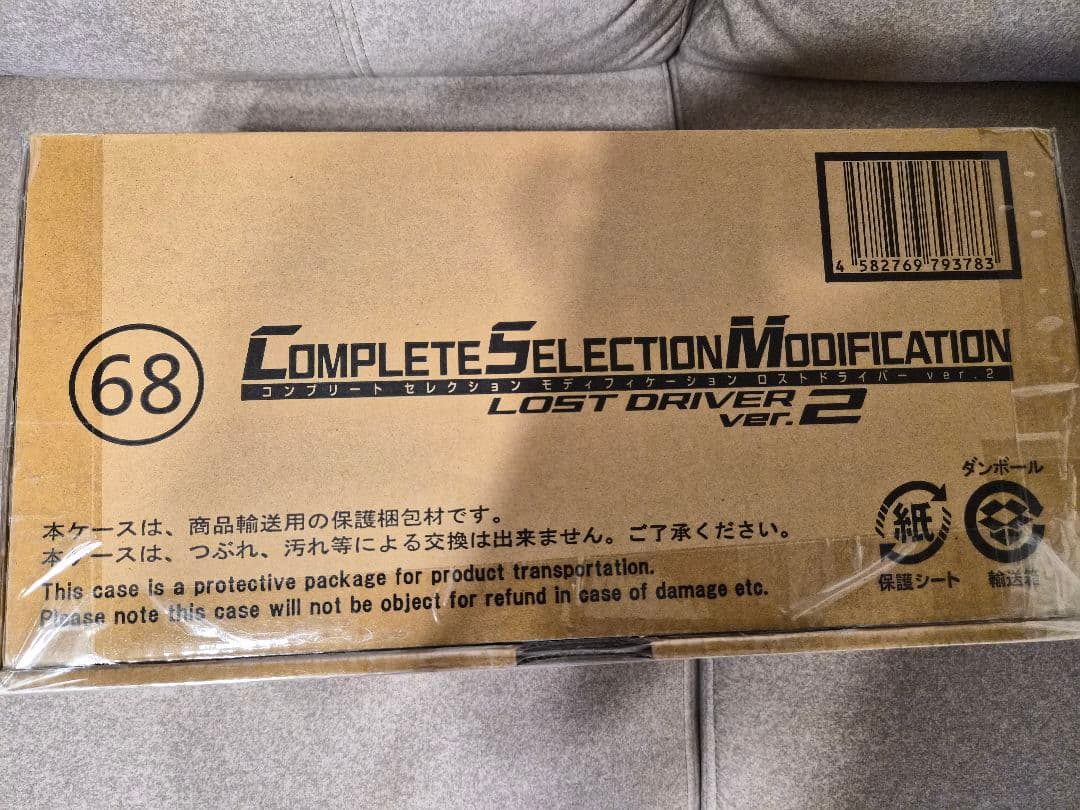 4 582769 793783
68
COMPLETE SELECTION MODIFICATION
コンプリート セレクション モディフィケーション ロストドライバー ver.2
LOST DRIVER
ver.2
ダンボール
紙
保護シート
輸送箱
本ケースは、商品輸送用の保護梱包材です。
本ケースは、つぶれ、汚れ等による交換は出来ません。ご了承ください。
This case is a protective package for product transportation.
Please note this case will not be object for refund in case of damage etc.